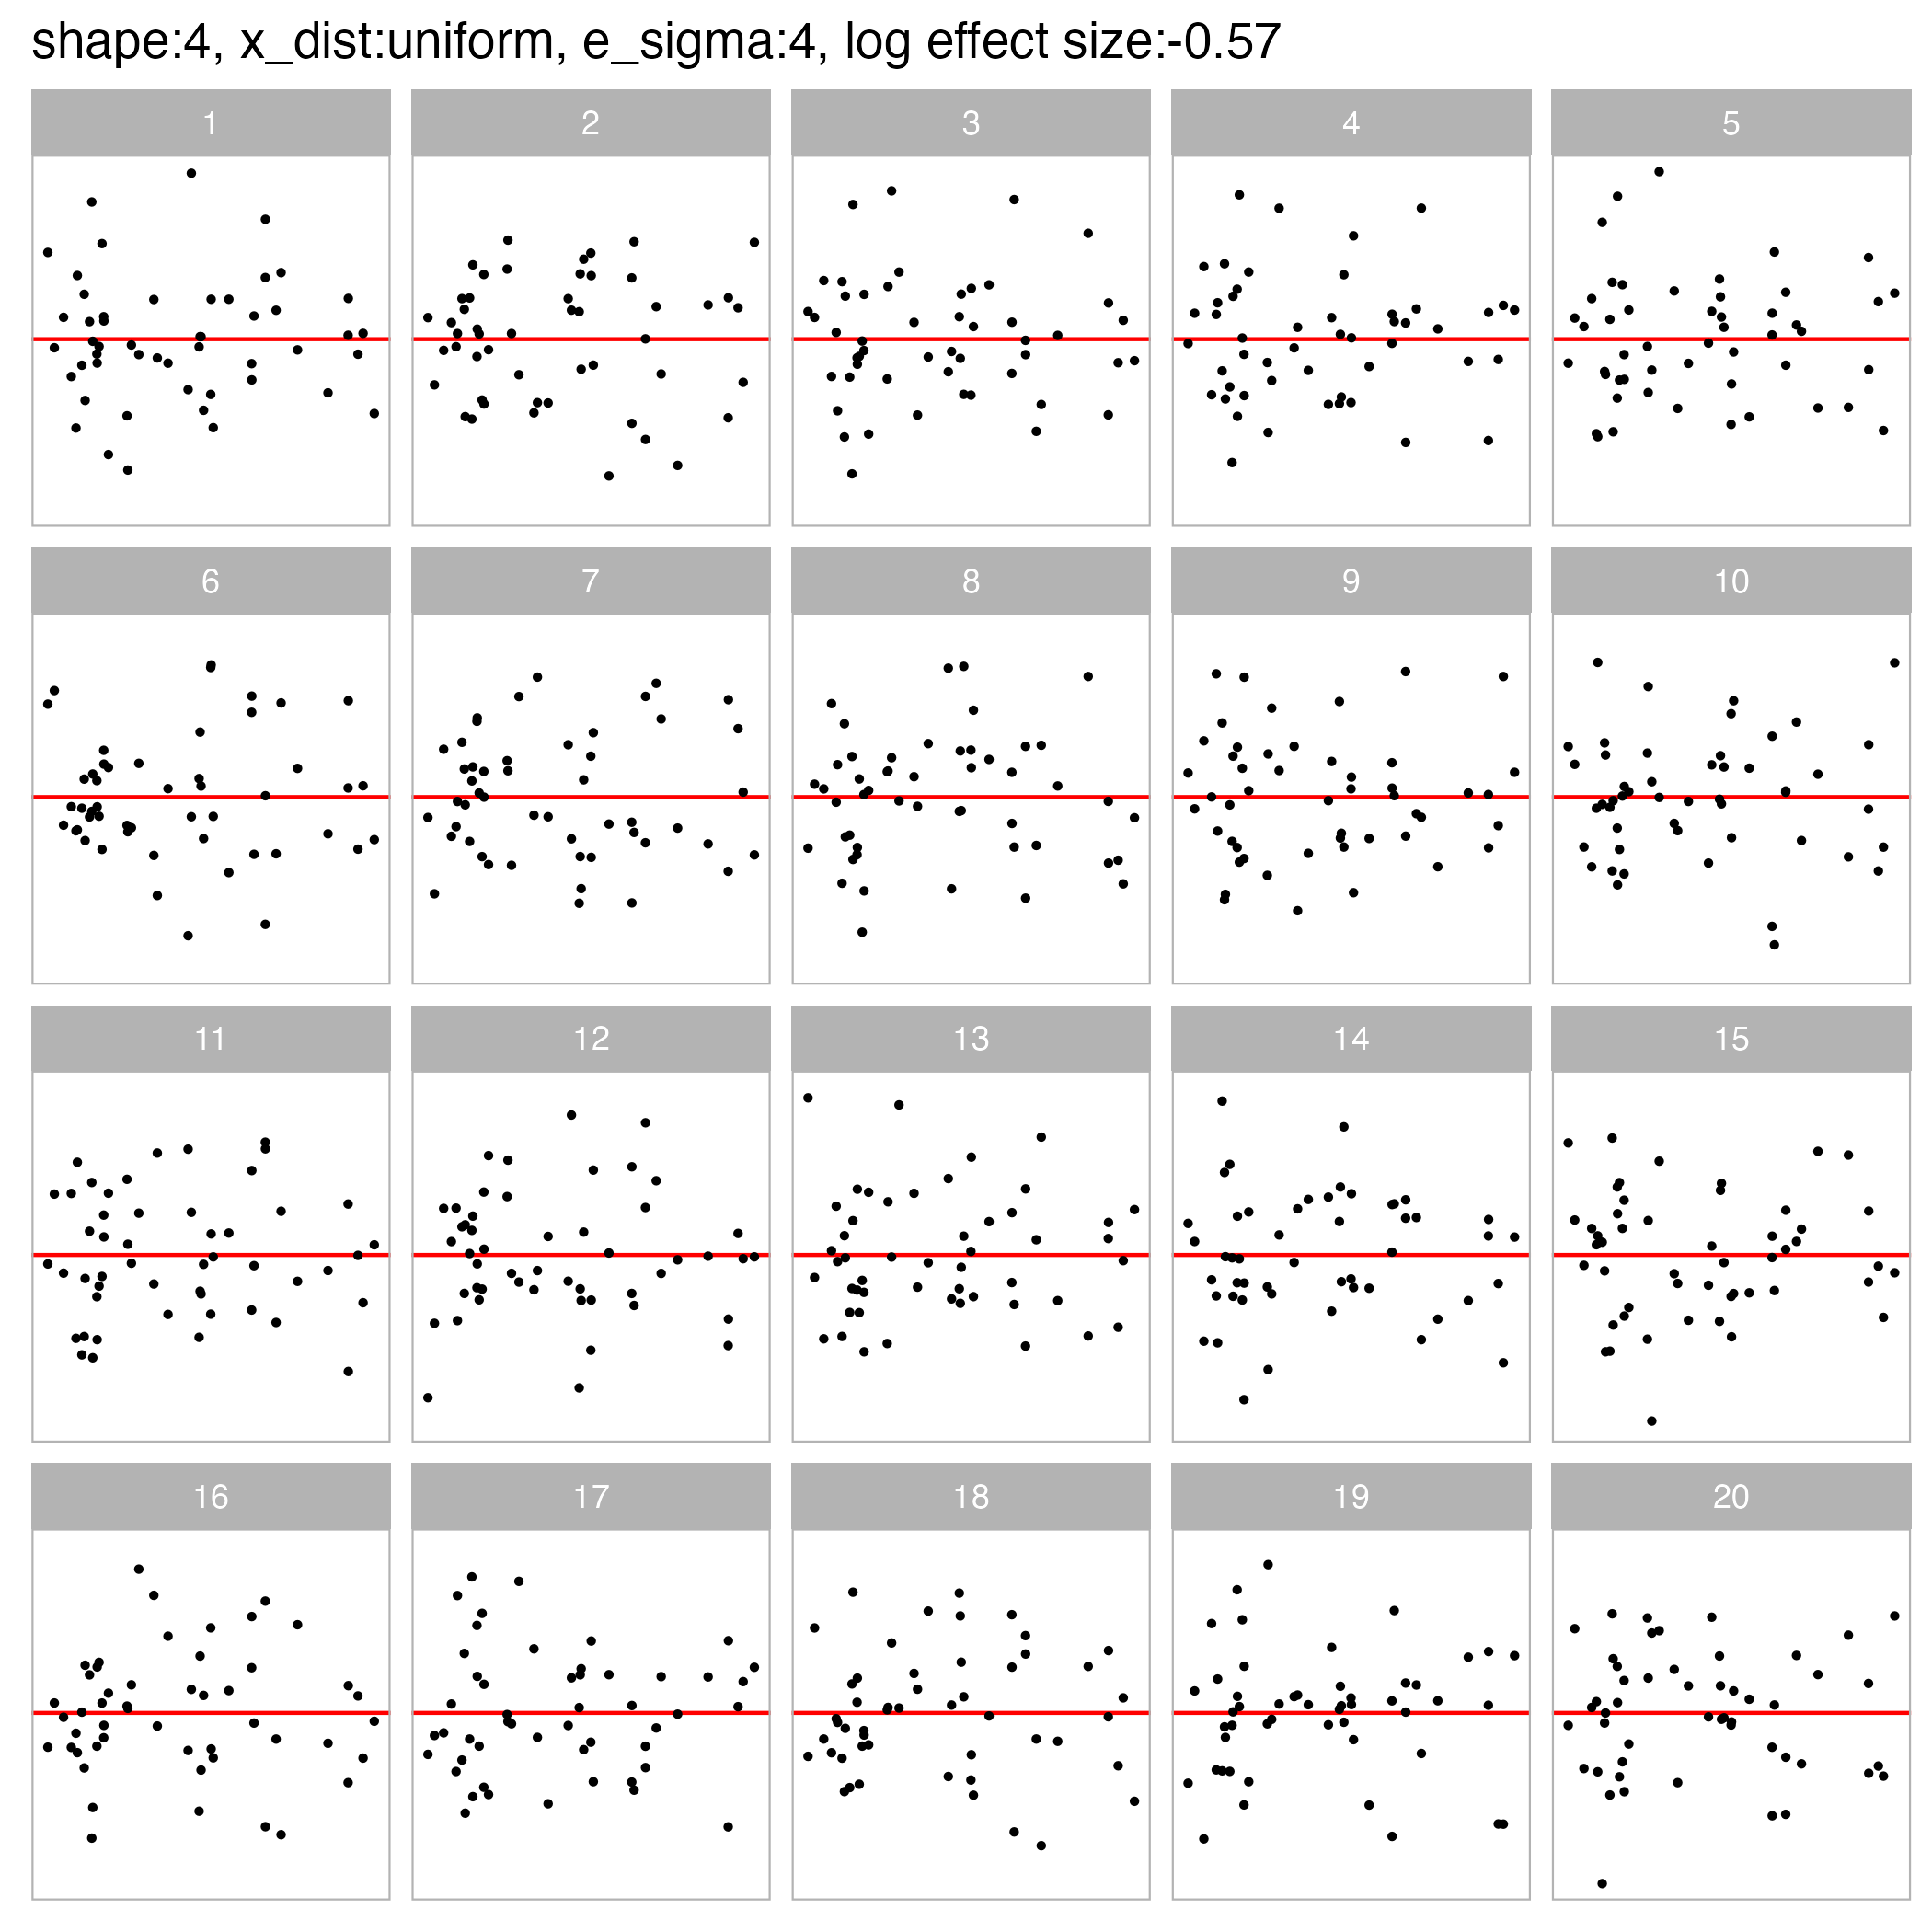 shape:4, x_dist:uniform, e_sigma:4, log effect size:-0.57
1 2 3 4 5
6 7 8 9 10
11 12 13 14 15
16 17 18 19 20